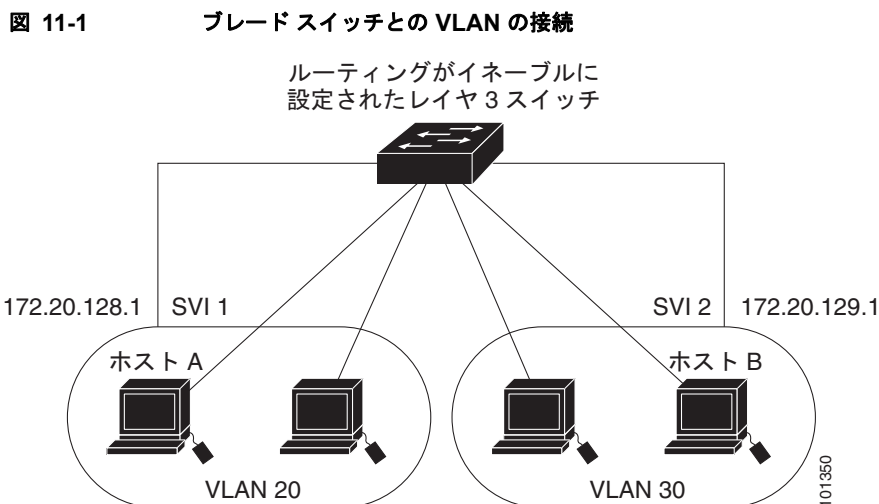 図 11-1 ブレード スイッチとの VLAN の接続
ルーティングがイネーブルに
設定されたレイヤ 3 スイッチ
172.20.128.1 SVI 1 SVI 2 172.20.129.1
ホスト A ホスト B
VLAN 20 VLAN 30
101350